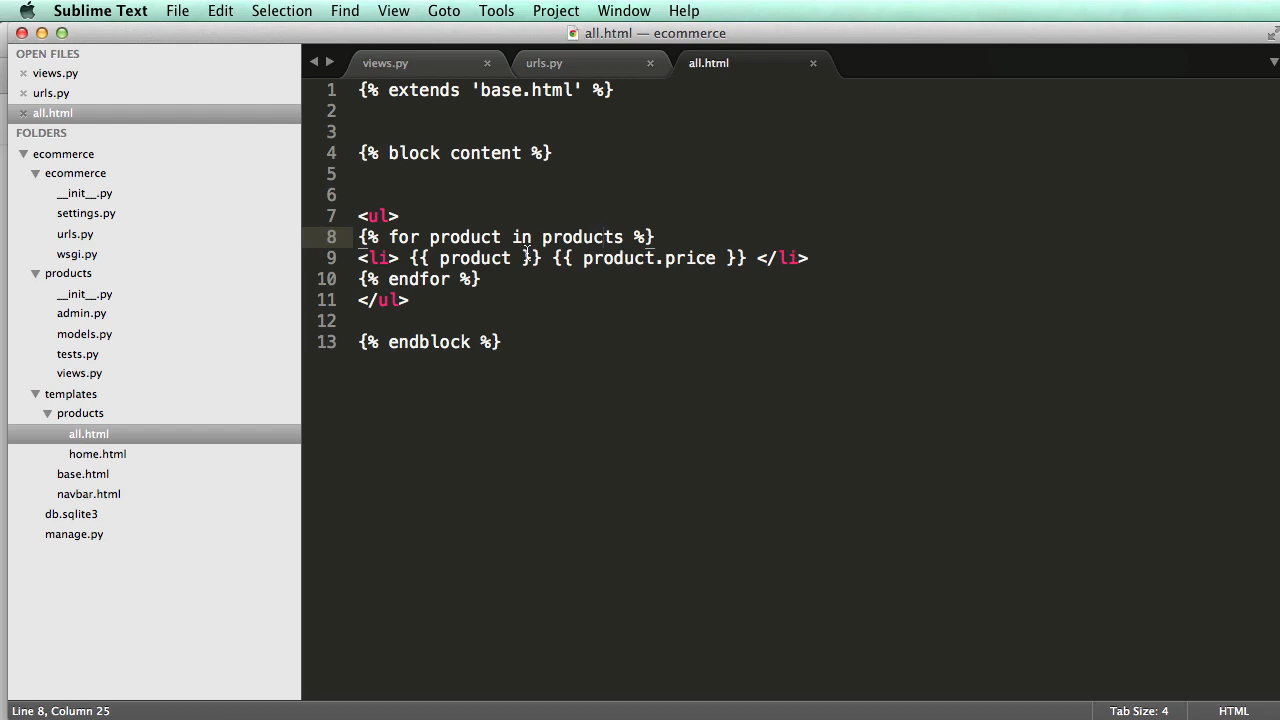 Sublime Text File Edit Selection Find View Goto Tools Project Window Help
all.html — ecommerce
OPEN FILES
views.py
urls.py
all.html
FOLDERS
ecommerce
ecommerce
__init__.py
settings.py
urls.py
wsgi.py
products
__init__.py
admin.py
models.py
tests.py
views.py
templates
products
all.html
home.html
base.html
navbar.html
db.sqlite3
manage.py
views.py urls.py all.html
1 {% extends 'base.html' %}
2
3
4 {% block content %}
5
6
7 <ul>
8 {% for product in products %}
9 <li> {{ product }} {{ product.price }} </li>
10 {% endfor %}
11 </ul>
12
13 {% endblock %}
Line 8, Column 25 Tab Size: 4 HTML